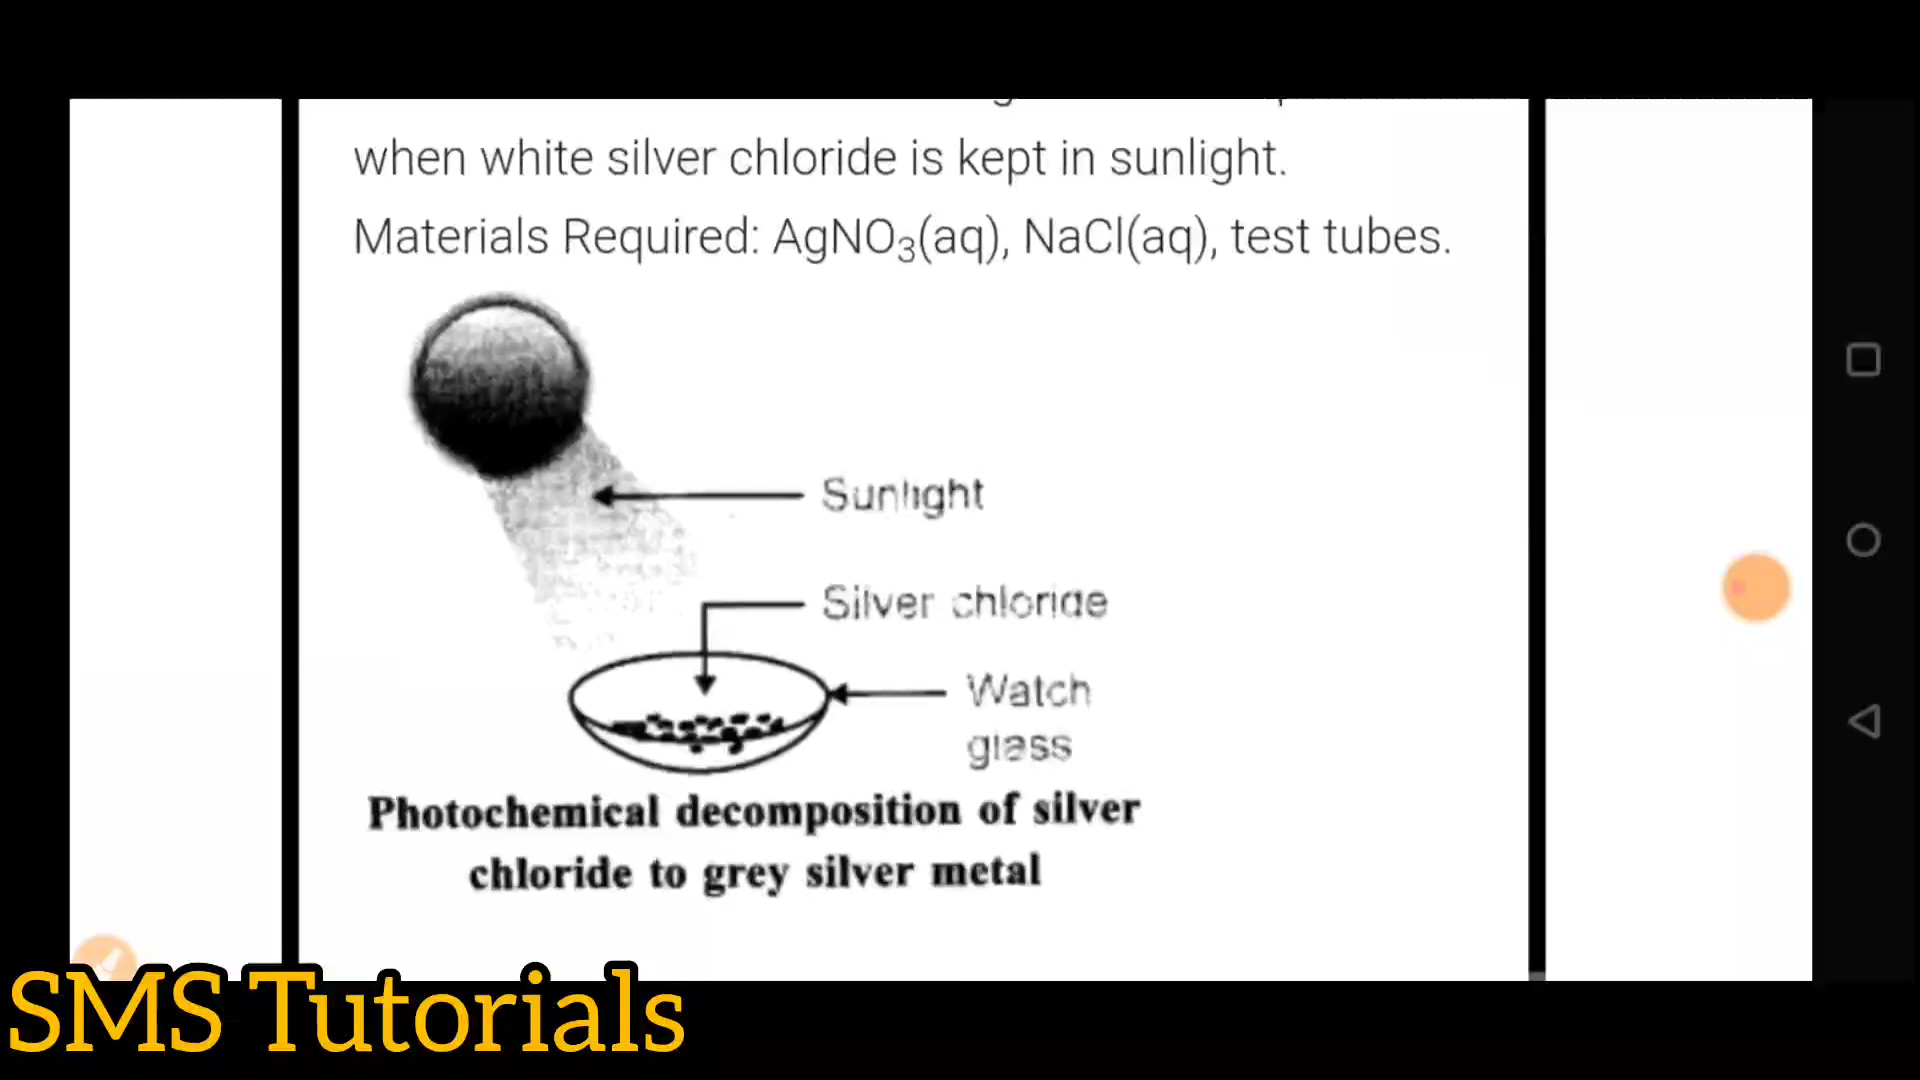 when white silver chloride is kept in sunlight.
Materials Required: AgNO₃(aq), NaCl(aq), test tubes.
Sunlight
Silver chloride
Watch
glass
Photochemical decomposition of silver
chloride to grey silver metal
SMS Tutorials